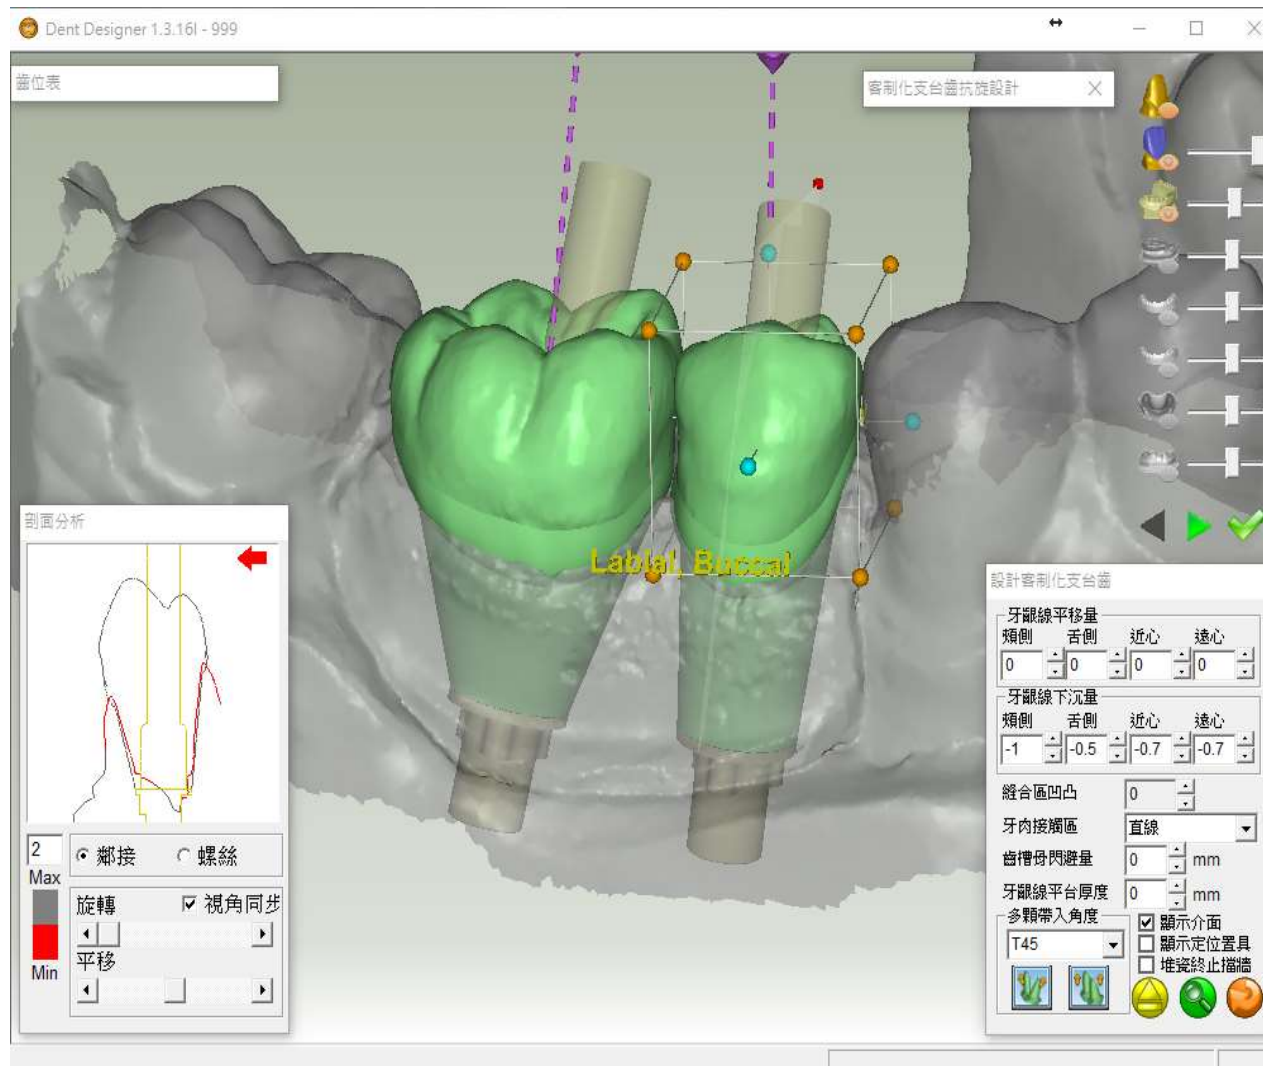 Dent Designer 1.3.16l - 999
齒位表
客制化支台齒抗旋設計
Labial, Buccal
剖面分析
2
Max
Min
鄰接
螺絲
旋轉
視角同步
平移
設計客制化支台齒
牙齦線平移量
頰側 舌側 近心 遠心
0 0 0 0
牙齦線下沉量
頰側 舌側 近心 遠心
-1 -0.5 -0.7 -0.7
縫合區凹凸 0
牙肉接觸區 直線
齒槽骨閃避量 0 mm
牙齦線平台厚度 0 mm
多顆帶入角度
T45
顯示介面
顯示定位置具
堆瓷終止擋牆